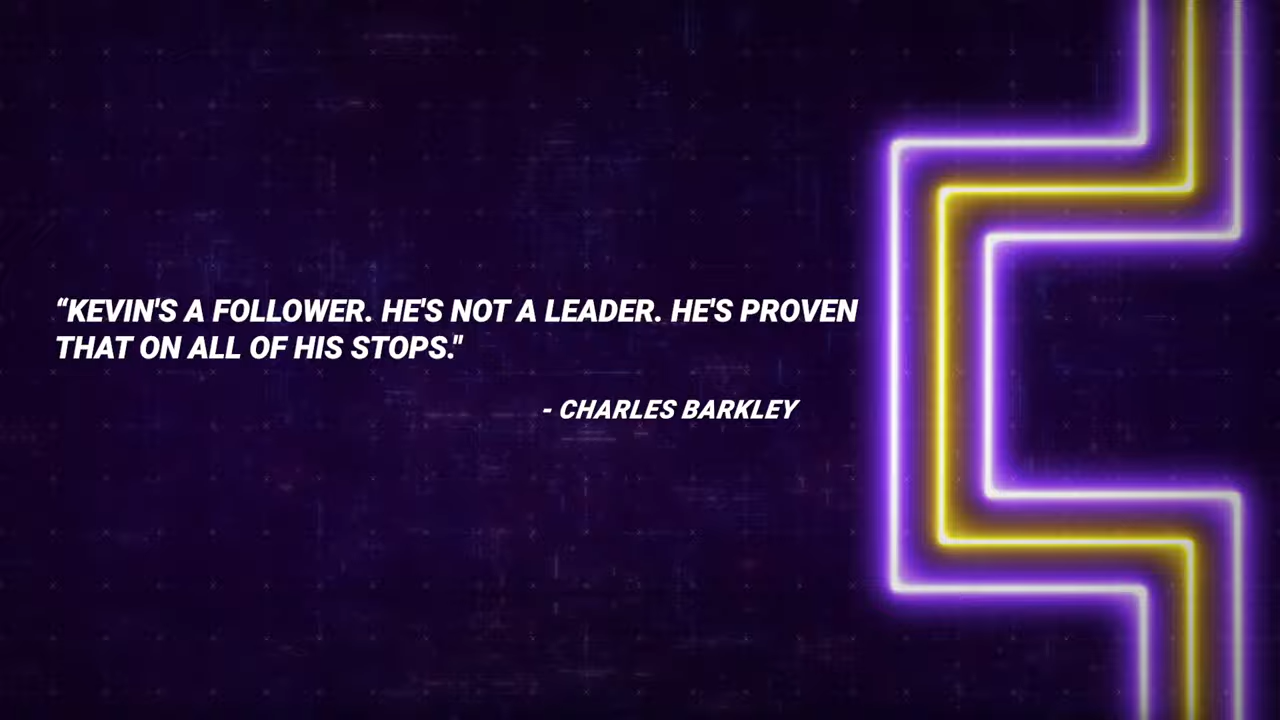 “KEVIN'S A FOLLOWER. HE'S NOT A LEADER. HE'S PROVEN
THAT ON ALL OF HIS STOPS."
- CHARLES BARKLEY